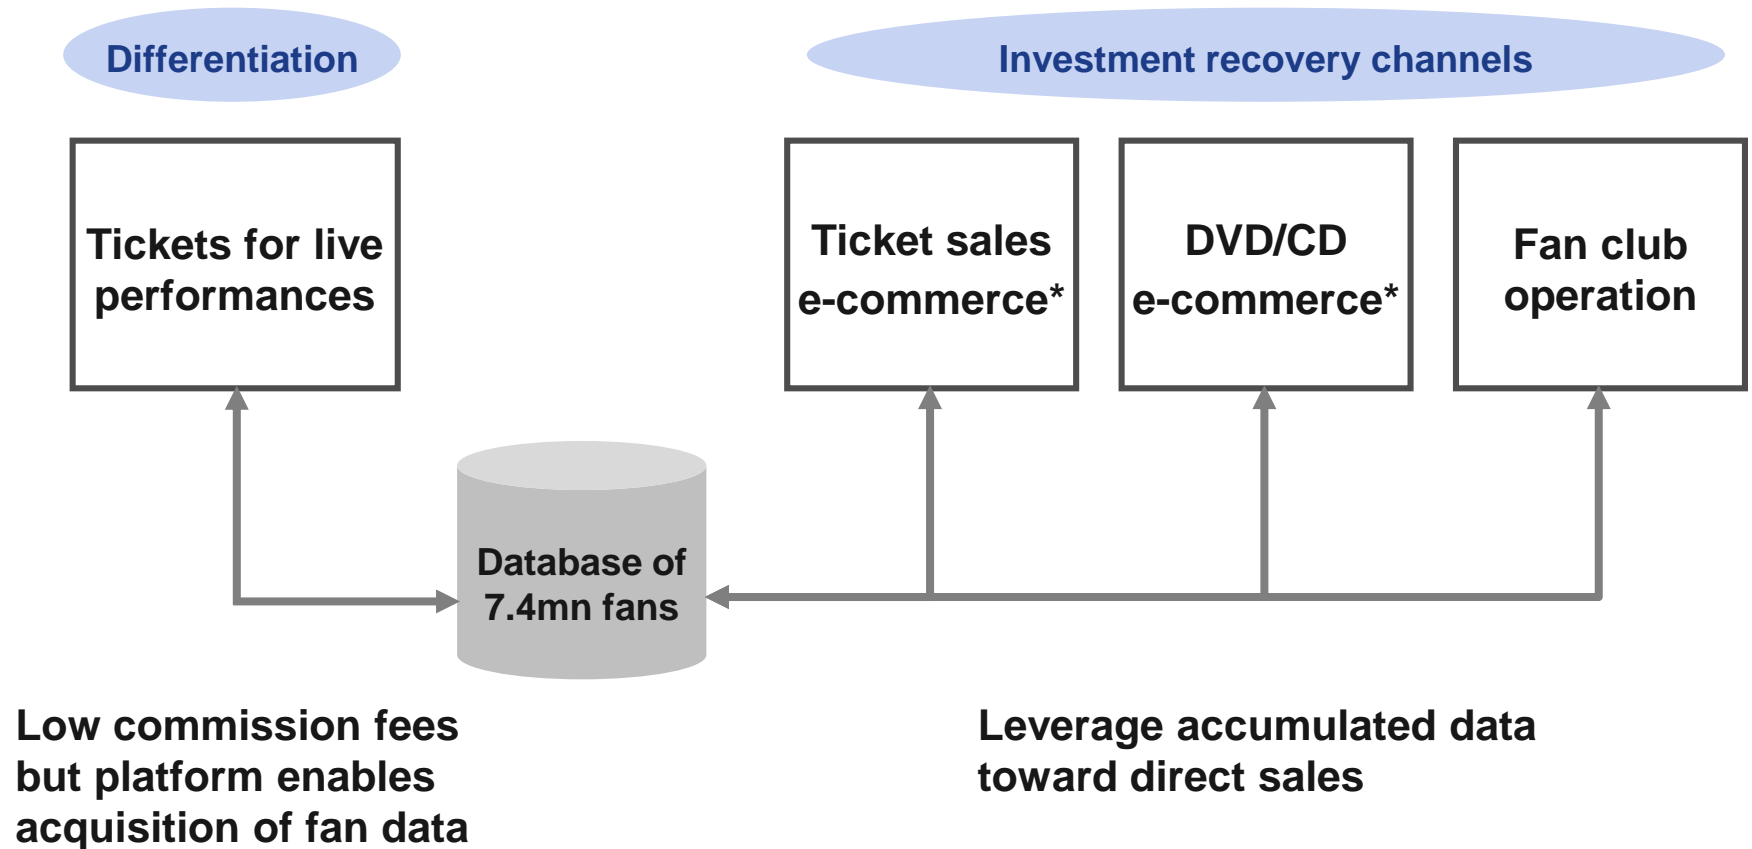 Differentiation
Investment recovery channels
Tickets for live
performances
Ticket sales
e-commerce*
DVD/CD
e-commerce*
Fan club
operation
Database of
7.4mn fans
Low commission fees
but platform enables
acquisition of fan data
Leverage accumulated data
toward direct sales